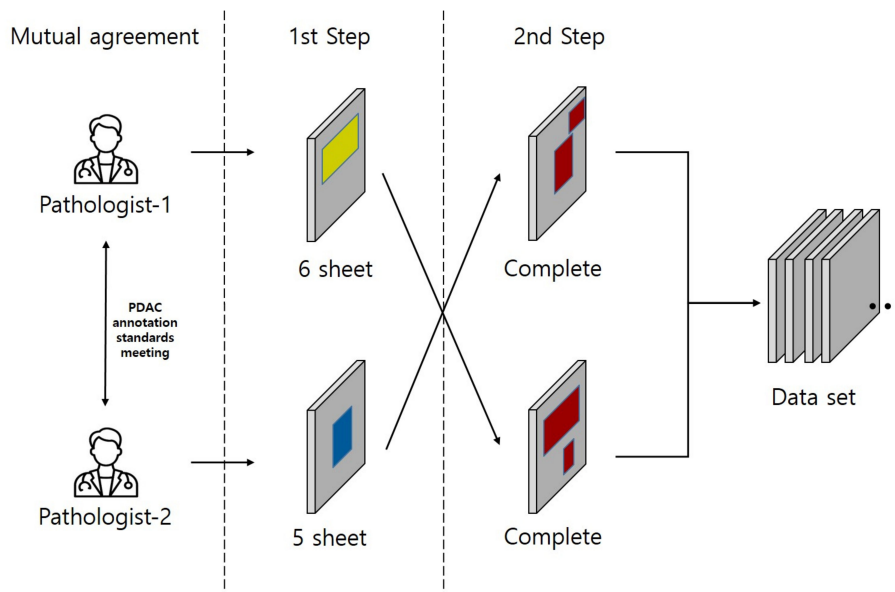 Mutual agreement
1st Step
2nd Step
Pathologist-1
6 sheet
Complete
PDAC
annotation
standards
meeting
Data set
Pathologist-2
5 sheet
Complete